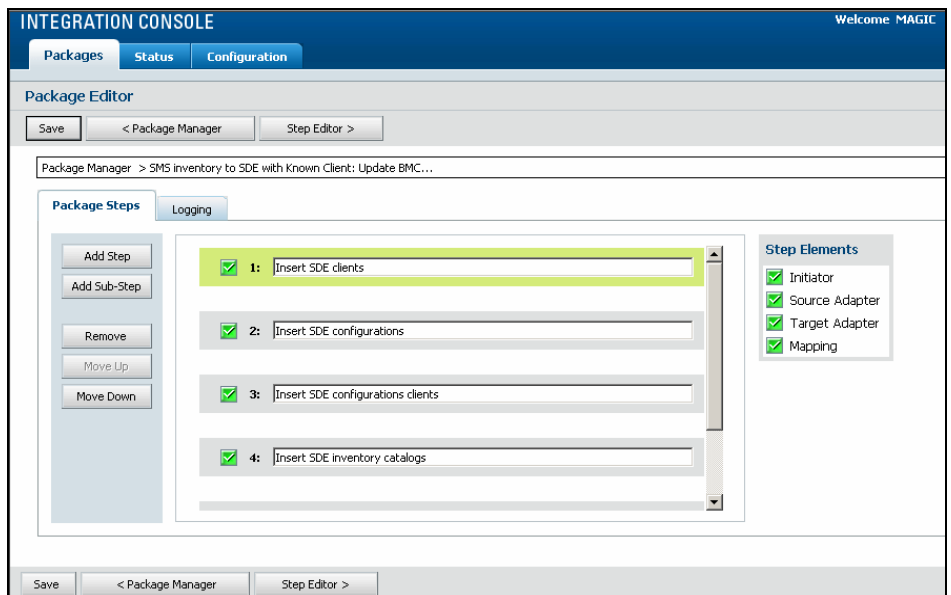 INTEGRATION CONSOLE
Welcome MAGIC
Packages Status Configuration
Package Editor
Save < Package Manager Step Editor >
Package Manager > SMS inventory to SDE with Known Client: Update BMC...
Package Steps Logging
Add Step
Add Sub-Step
Remove
Move Up
Move Down
1: Insert SDE clients
2: Insert SDE configurations
3: Insert SDE configurations clients
4: Insert SDE inventory catalogs
Step Elements
Initiator
Source Adapter
Target Adapter
Mapping
Save < Package Manager Step Editor >